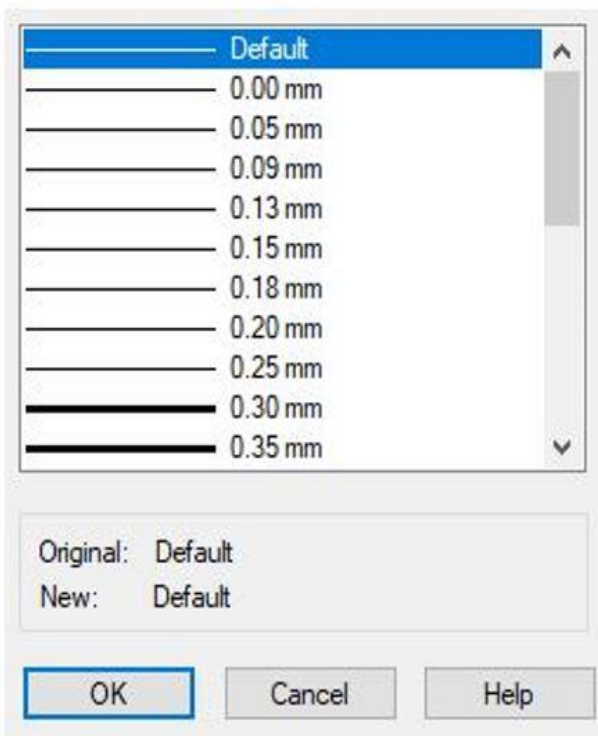 Default
0.00 mm
0.05 mm
0.09 mm
0.13 mm
0.15 mm
0.18 mm
0.20 mm
0.25 mm
0.30 mm
0.35 mm
Original: Default
New: Default
OK Cancel Help